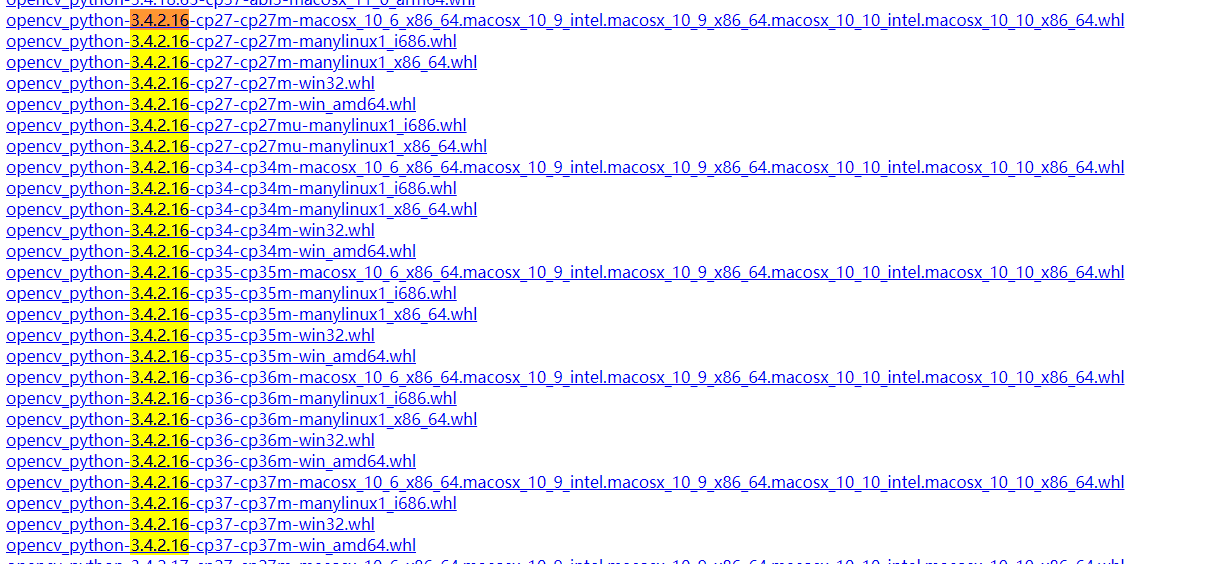 opencv_python-3.4.18.65-cp37-abi3-macosx_11_0_arm64.whl
opencv_python-3.4.2.16-cp27-cp27m-macosx_10_6_x86_64.macosx_10_9_intel.macosx_10_9_x86_64.macosx_10_10_intel.macosx_10_10_x86_64.whl
opencv_python-3.4.2.16-cp27-cp27m-manylinux1_i686.whl
opencv_python-3.4.2.16-cp27-cp27m-manylinux1_x86_64.whl
opencv_python-3.4.2.16-cp27-cp27m-win32.whl
opencv_python-3.4.2.16-cp27-cp27m-win_amd64.whl
opencv_python-3.4.2.16-cp27-cp27mu-manylinux1_i686.whl
opencv_python-3.4.2.16-cp27-cp27mu-manylinux1_x86_64.whl
opencv_python-3.4.2.16-cp34-cp34m-macosx_10_6_x86_64.macosx_10_9_intel.macosx_10_9_x86_64.macosx_10_10_intel.macosx_10_10_x86_64.whl
opencv_python-3.4.2.16-cp34-cp34m-manylinux1_i686.whl
opencv_python-3.4.2.16-cp34-cp34m-manylinux1_x86_64.whl
opencv_python-3.4.2.16-cp34-cp34m-win32.whl
opencv_python-3.4.2.16-cp34-cp34m-win_amd64.whl
opencv_python-3.4.2.16-cp35-cp35m-macosx_10_6_x86_64.macosx_10_9_intel.macosx_10_9_x86_64.macosx_10_10_intel.macosx_10_10_x86_64.whl
opencv_python-3.4.2.16-cp35-cp35m-manylinux1_i686.whl
opencv_python-3.4.2.16-cp35-cp35m-manylinux1_x86_64.whl
opencv_python-3.4.2.16-cp35-cp35m-win32.whl
opencv_python-3.4.2.16-cp35-cp35m-win_amd64.whl
opencv_python-3.4.2.16-cp36-cp36m-macosx_10_6_x86_64.macosx_10_9_intel.macosx_10_9_x86_64.macosx_10_10_intel.macosx_10_10_x86_64.whl
opencv_python-3.4.2.16-cp36-cp36m-manylinux1_i686.whl
opencv_python-3.4.2.16-cp36-cp36m-manylinux1_x86_64.whl
opencv_python-3.4.2.16-cp36-cp36m-win32.whl
opencv_python-3.4.2.16-cp36-cp36m-win_amd64.whl
opencv_python-3.4.2.16-cp37-cp37m-macosx_10_6_x86_64.macosx_10_9_intel.macosx_10_9_x86_64.macosx_10_10_intel.macosx_10_10_x86_64.whl
opencv_python-3.4.2.16-cp37-cp37m-manylinux1_i686.whl
opencv_python-3.4.2.16-cp37-cp37m-win32.whl
opencv_python-3.4.2.16-cp37-cp37m-win_amd64.whl
opencv_python-3.4.2.17-cp27-cp27m-macosx_10_6_x86_64.macosx_10_9_intel.macosx_10_9_x86_64.macosx_10_10_intel.macosx_10_10_x86_64.whl